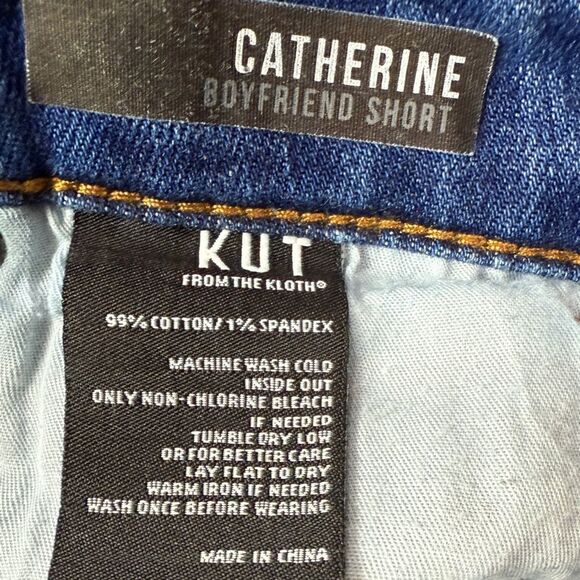 CATHERINE
BOYFRIEND SHORT
KUT
FROM THE KLOTH®
99% COTTON/1% SPANDEX
MACHINE WASH COLD
INSIDE OUT
ONLY NON-CHLORINE BLEACH
IF NEEDED
TUMBLE DRY LOW
OR FOR BETTER CARE
LAY FLAT TO DRY
WARM IRON IF NEEDED
WASH ONCE BEFORE WEARING
MADE IN CHINA